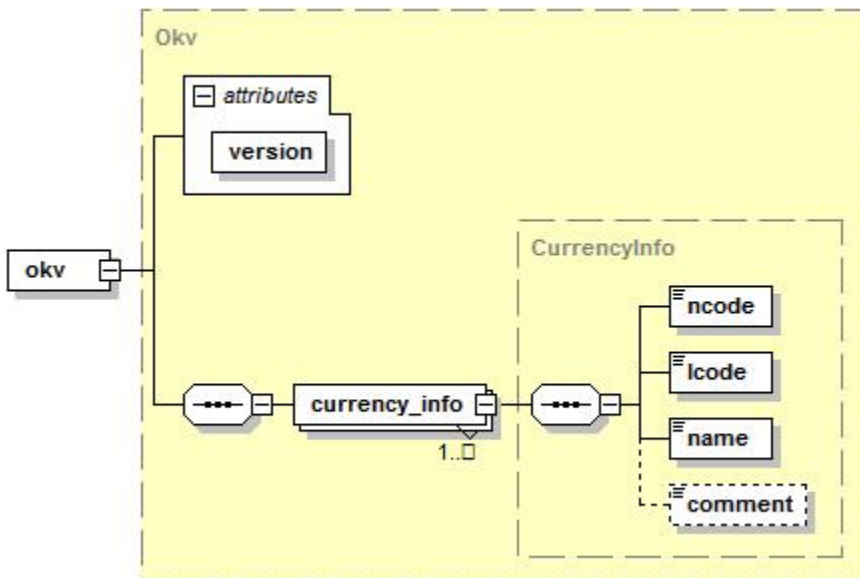 Okv
attributes
version
okv
CurrencyInfo
ncode
lcode
currency_info
name
1..□
comment